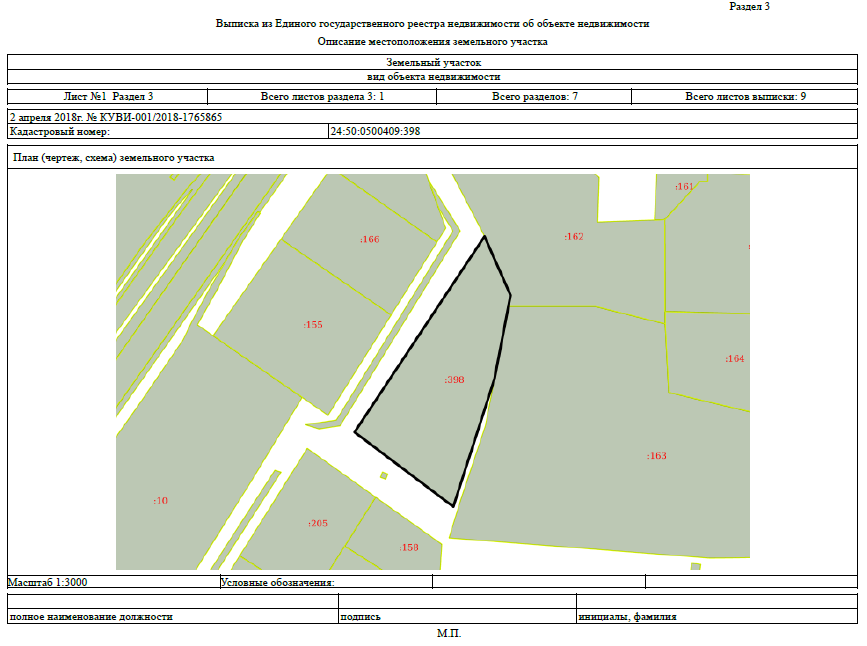 Раздел 3
Выписка из Единого государственного реестра недвижимости об объекте недвижимости
Описание местоположения земельного участка
Земельный участок
вид объекта недвижимости
Лист №1 Раздел 3 Всего листов раздела 3: 1 Всего разделов: 7 Всего листов выписки: 9
2 апреля 2018г. № КУВИ-001/2018-1765865
Кадастровый номер: 24:50:0500409:398
План (чертеж, схема) земельного участка
:161
:162
:166
:155
:164
:398
:163
:10
:205
:158
Масштаб 1:3000 Условные обозначения:
полное наименование должности подпись инициалы, фамилия
М.П.